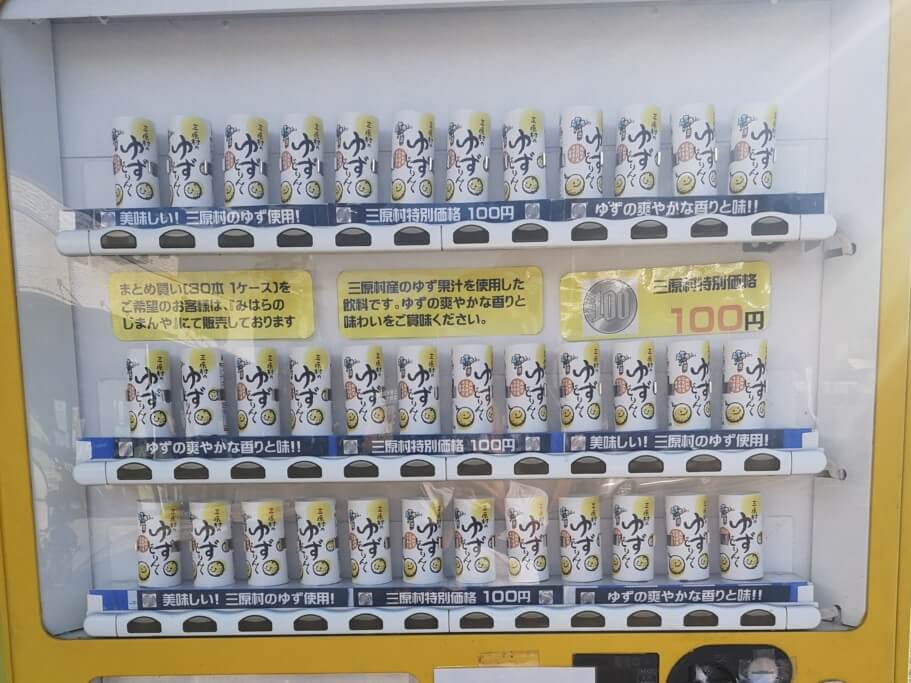 三原村の ゆずどりんく
美味しい! 三原村のゆず使用!
三原村特別価格 100円
ゆずの爽やかな香りと味!!
まとめ買い〔30本 1ケース〕を
ご希望のお客様は、『みはらの
じまんや』にて販売しております
三原村産のゆず果汁を使用した
飲料です。ゆずの爽やかな香りと
味わいをご賞味ください。
100
三原村特別価格
100円
ゆずの爽やかな香りと味!!
三原村特別価格 100円
美味しい! 三原村のゆず使用!
美味しい! 三原村のゆず使用!
三原村特別価格 100円
ゆずの爽やかな香りと味!!